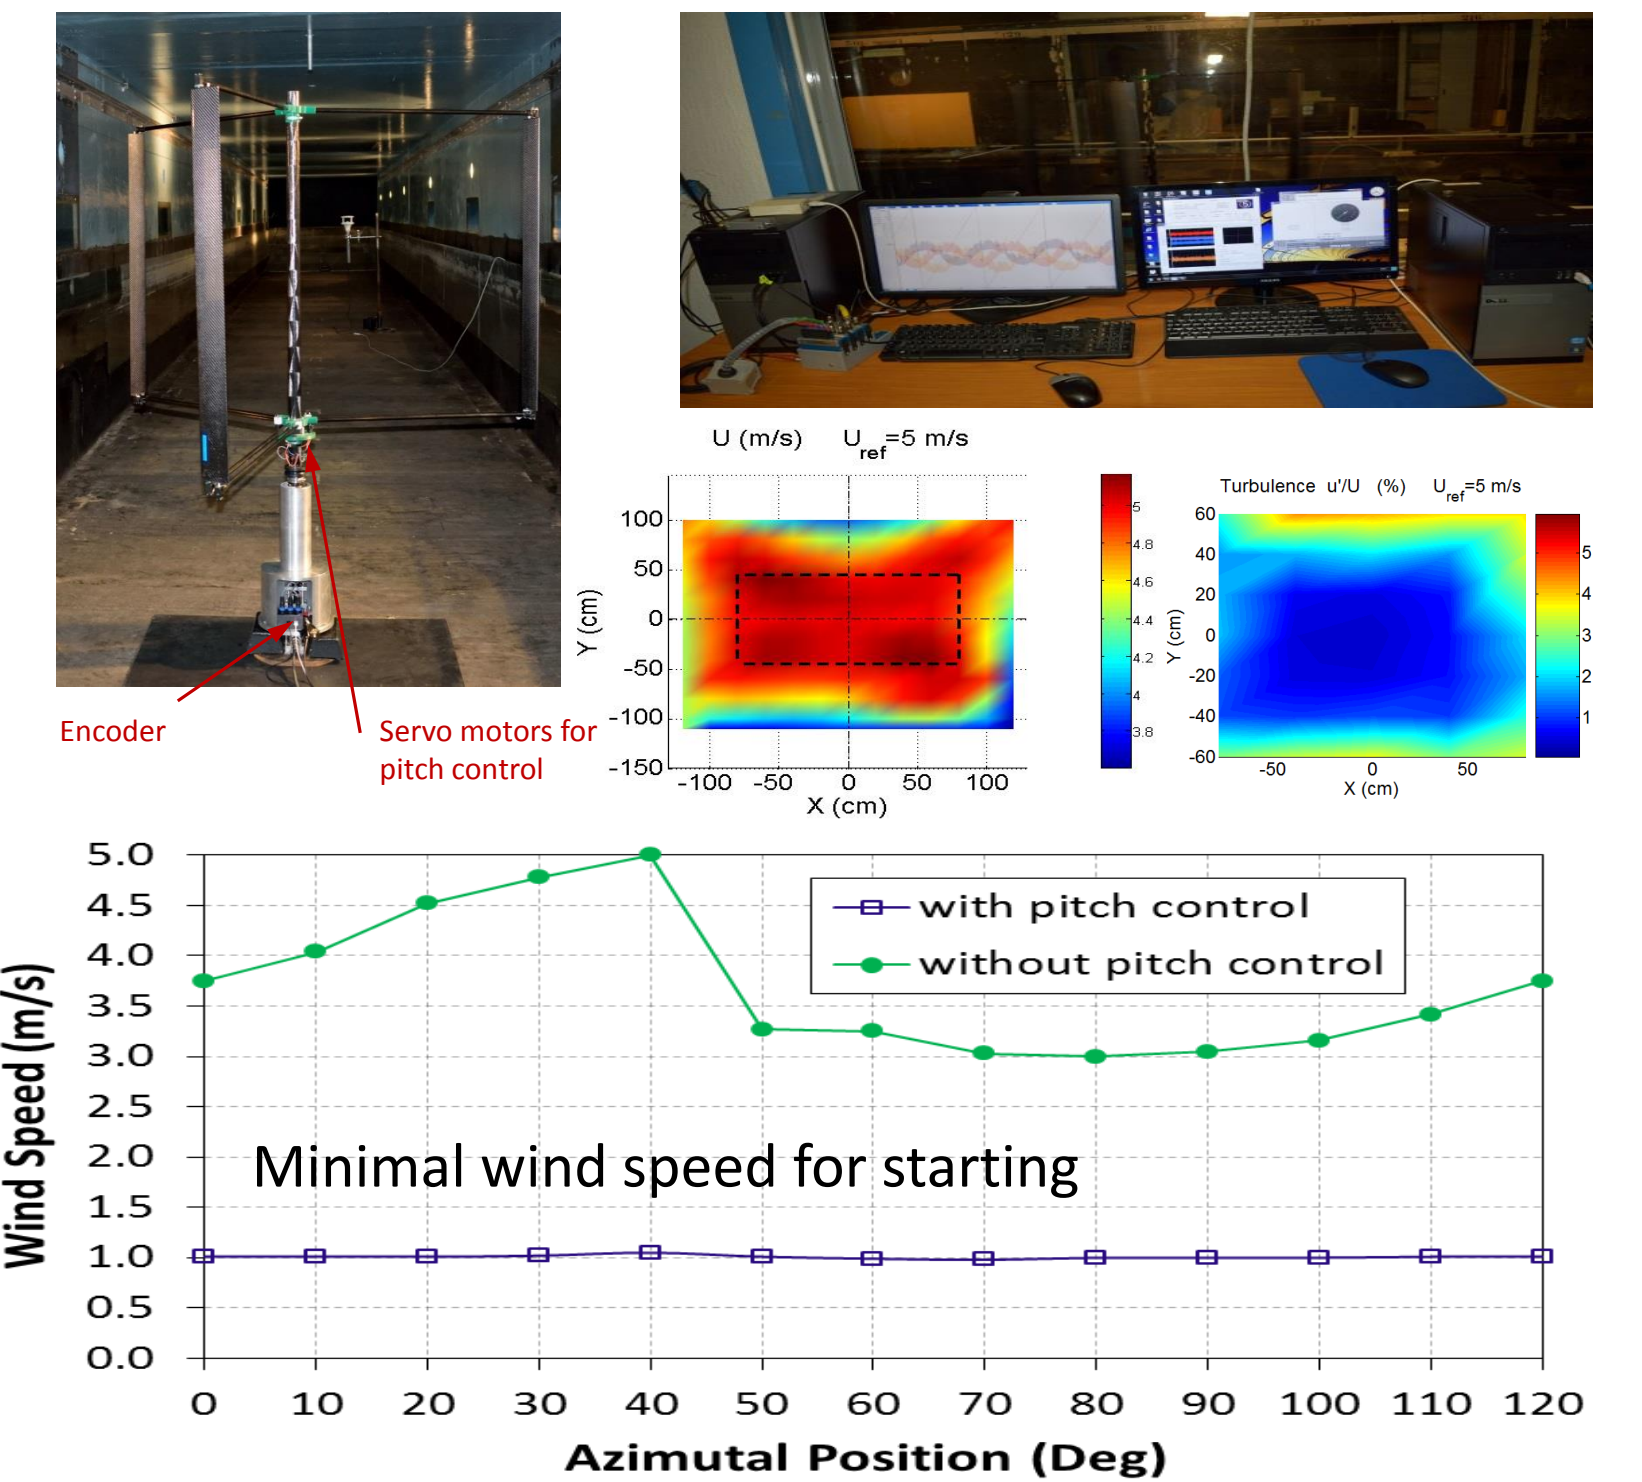 Encoder
Servo motors for
pitch control
U (m/s) U_ref=5 m/s
100
50
0
-50
-100
-150
Y (cm)
-100 -50 0 50 100
X (cm)
5
4.8
4.6
4.4
4.2
4
3.8
Turbulence u'/U (%) U_ref=5 m/s
60
40
20
0
-20
-40
-60
Y (cm)
-50 0 50
X (cm)
5
4
3
2
1
5.0
4.5
4.0
3.5
3.0
2.5
2.0
1.5
1.0
0.5
0.0
Wind Speed (m/s)
with pitch control
without pitch control
Minimal wind speed for starting
0 10 20 30 40 50 60 70 80 90 100 110 120
Azimutal Position (Deg)